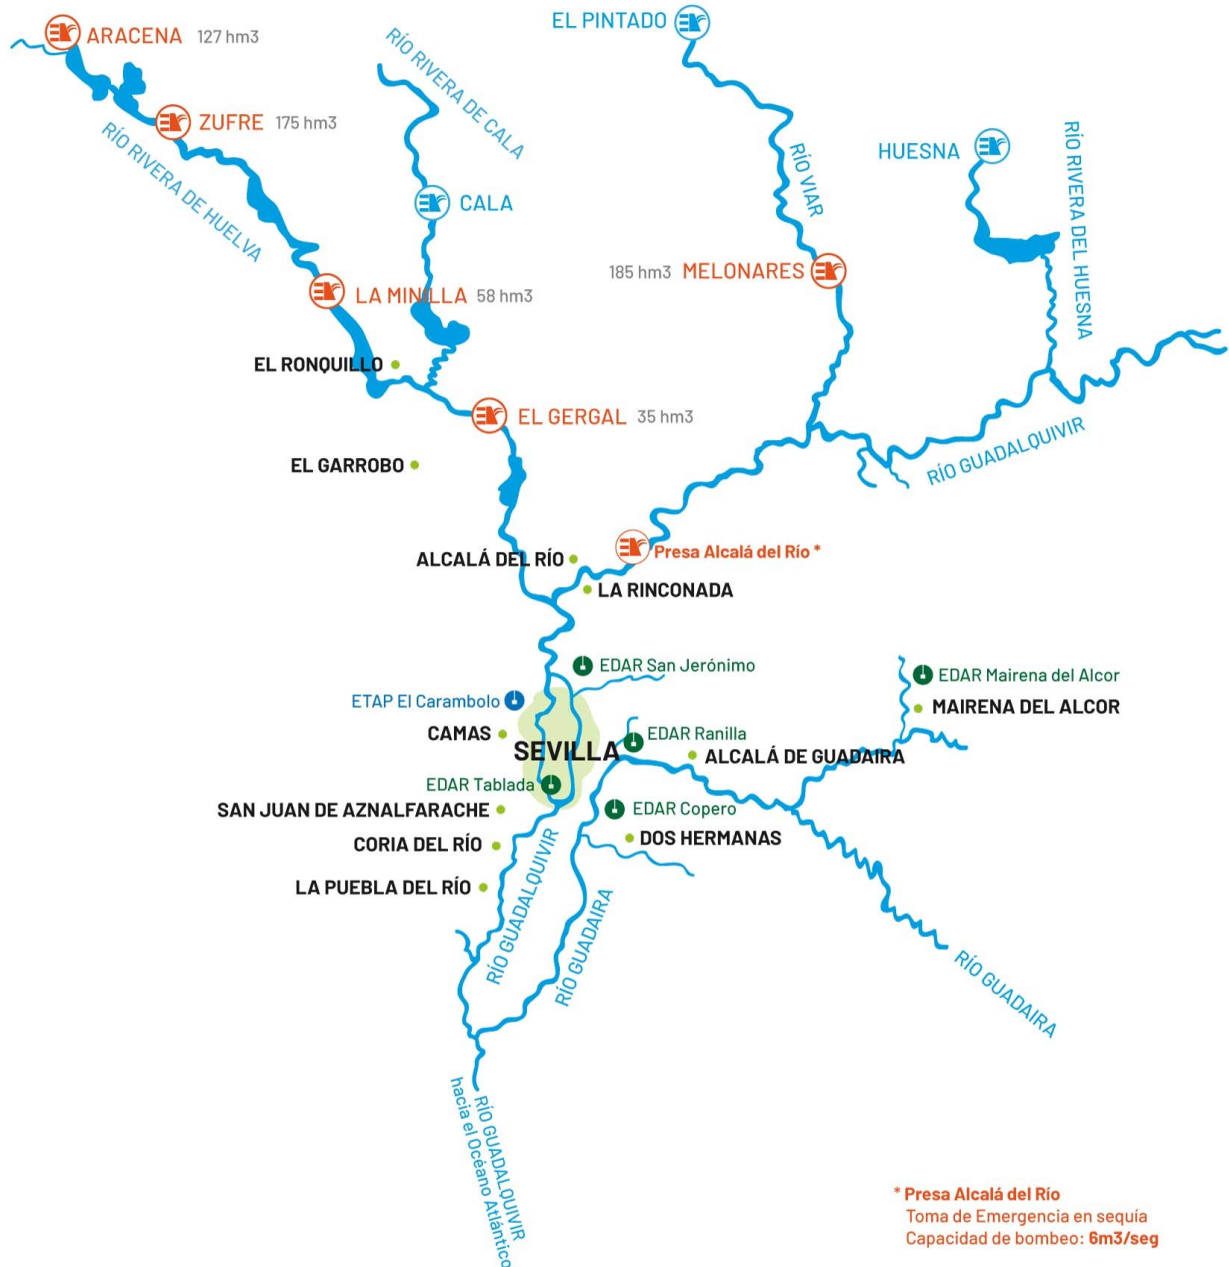 EL PINTADO
ARACENA 127 hm3
RÍO RIVERA DE CALA
ZUFRE 175 hm3
RÍO RIVERA DE HUELVA
RÍO VIAR
HUESNA
RÍO RIVERA DEL HUESNA
CALA
185 hm3 MELONARES
LA MINILLA 58 hm3
EL RONQUILLO
EL GERGAL 35 hm3
RÍO GUADALQUIVIR
EL GARROBO
Presa Alcalá del Río *
ALCALÁ DEL RÍO
LA RINCONADA
EDAR San Jerónimo
EDAR Mairena del Alcor
ETAP El Carambolo
MAIRENA DEL ALCOR
CAMAS
EDAR Ranilla
SEVILLA
ALCALÁ DE GUADAIRA
EDAR Tablada
SAN JUAN DE AZNALFARACHE
EDAR Copero
DOS HERMANAS
CORIA DEL RÍO
LA PUEBLA DEL RÍO
RÍO GUADALQUIVIR
RÍO GUADAIRA
RÍO GUADAIRA
RÍO GUADALQUIVIR
hacia el Océano Atlántico
* Presa Alcalá del Río
Toma de Emergencia en sequía
Capacidad de bombeo: 6m3/seg